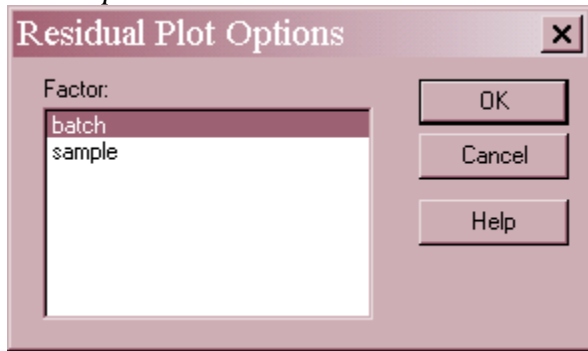 Residual Plot Options
Factor:
batch
sample
OK
Cancel
Help